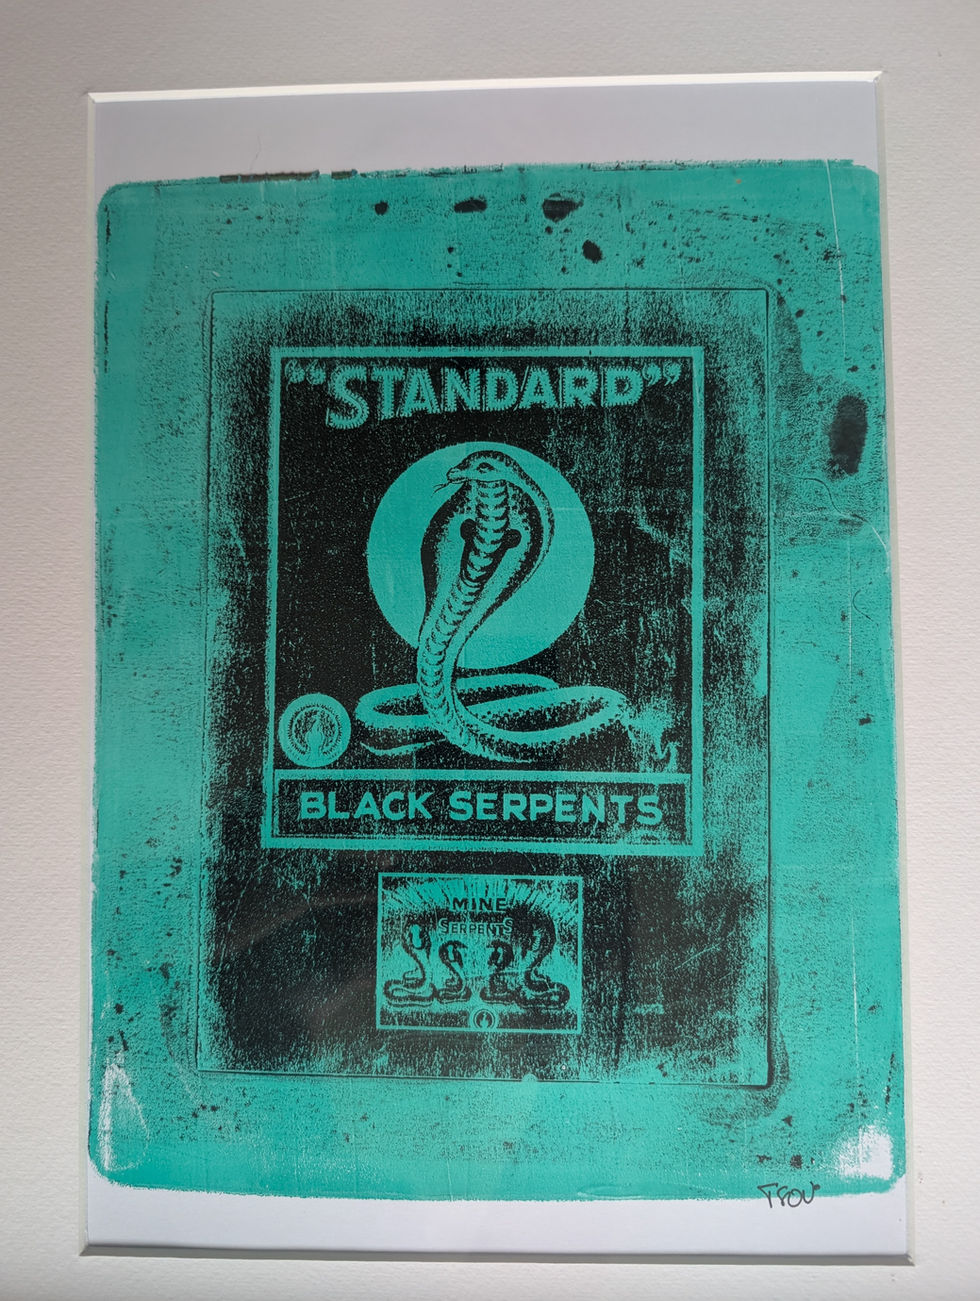 “STANDARD”
BLACK SERPENTS
MINE
SERPENTS